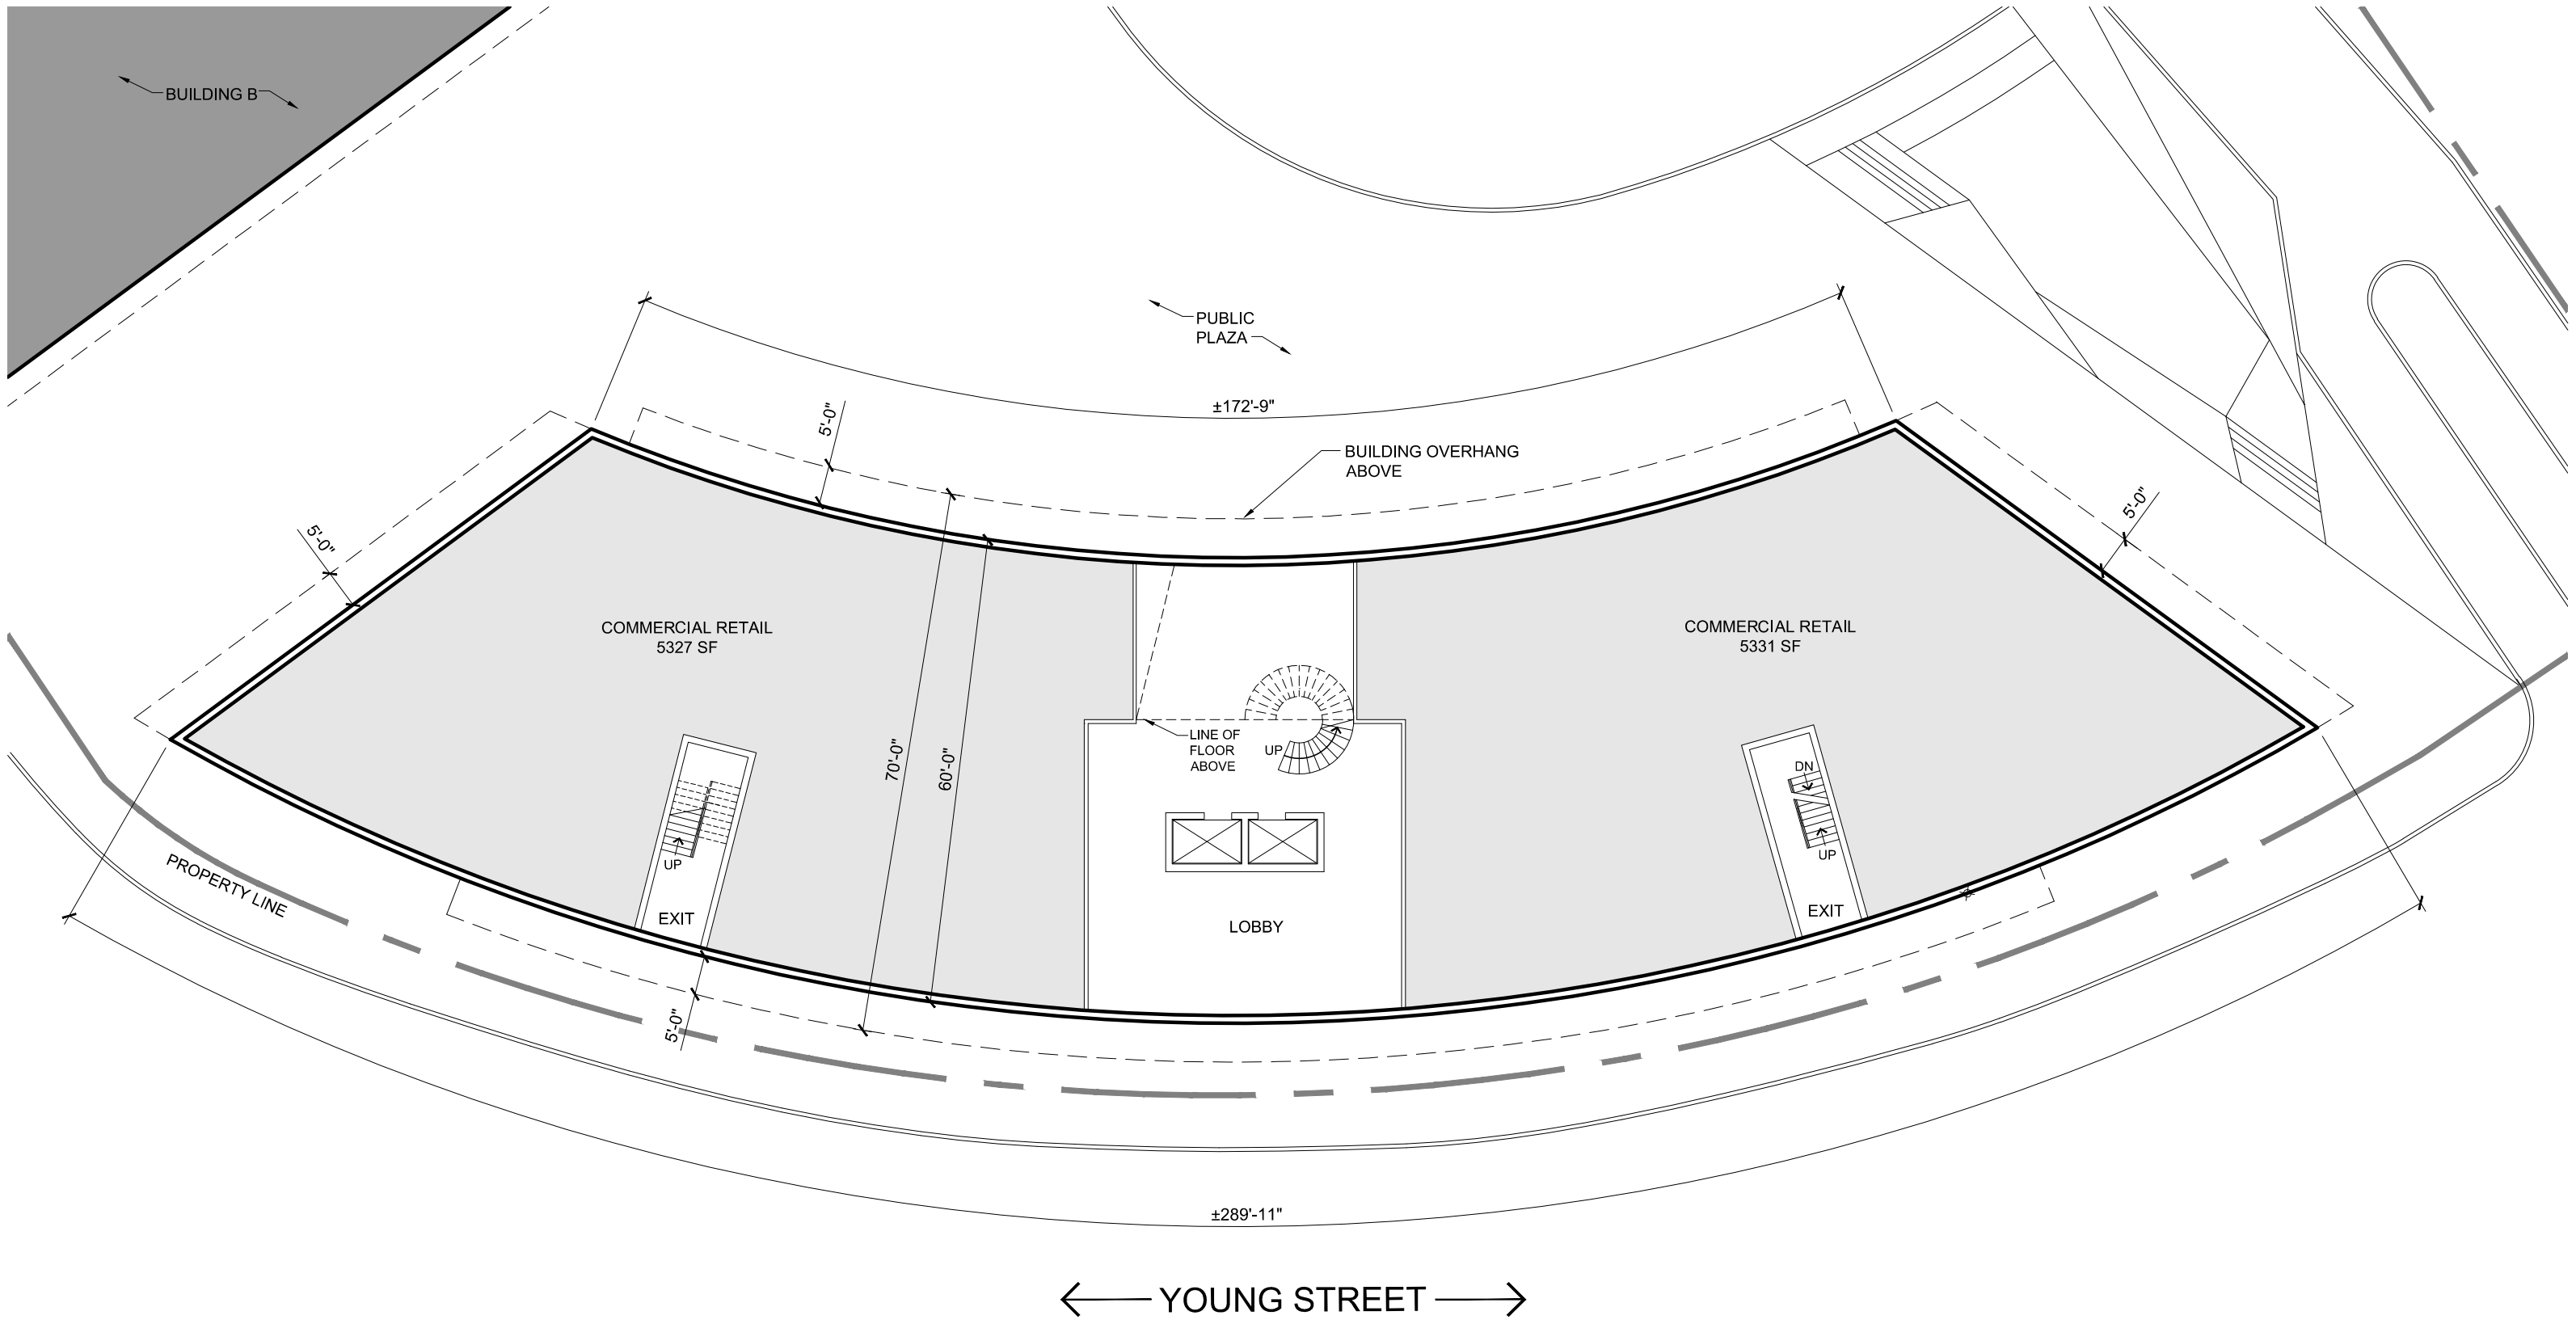 BUILDING B
PUBLIC
PLAZA
±172'-9"
5'-0"
BUILDING OVERHANG
ABOVE
5'-0"
5'-0"
COMMERCIAL RETAIL
5327 SF
COMMERCIAL RETAIL
5331 SF
LINE OF
FLOOR
ABOVE
UP
70'-0"
60'-0"
DN
UP
UP
EXIT
EXIT
LOBBY
PROPERTY LINE
5'-0"
±289'-11"
YOUNG STREET